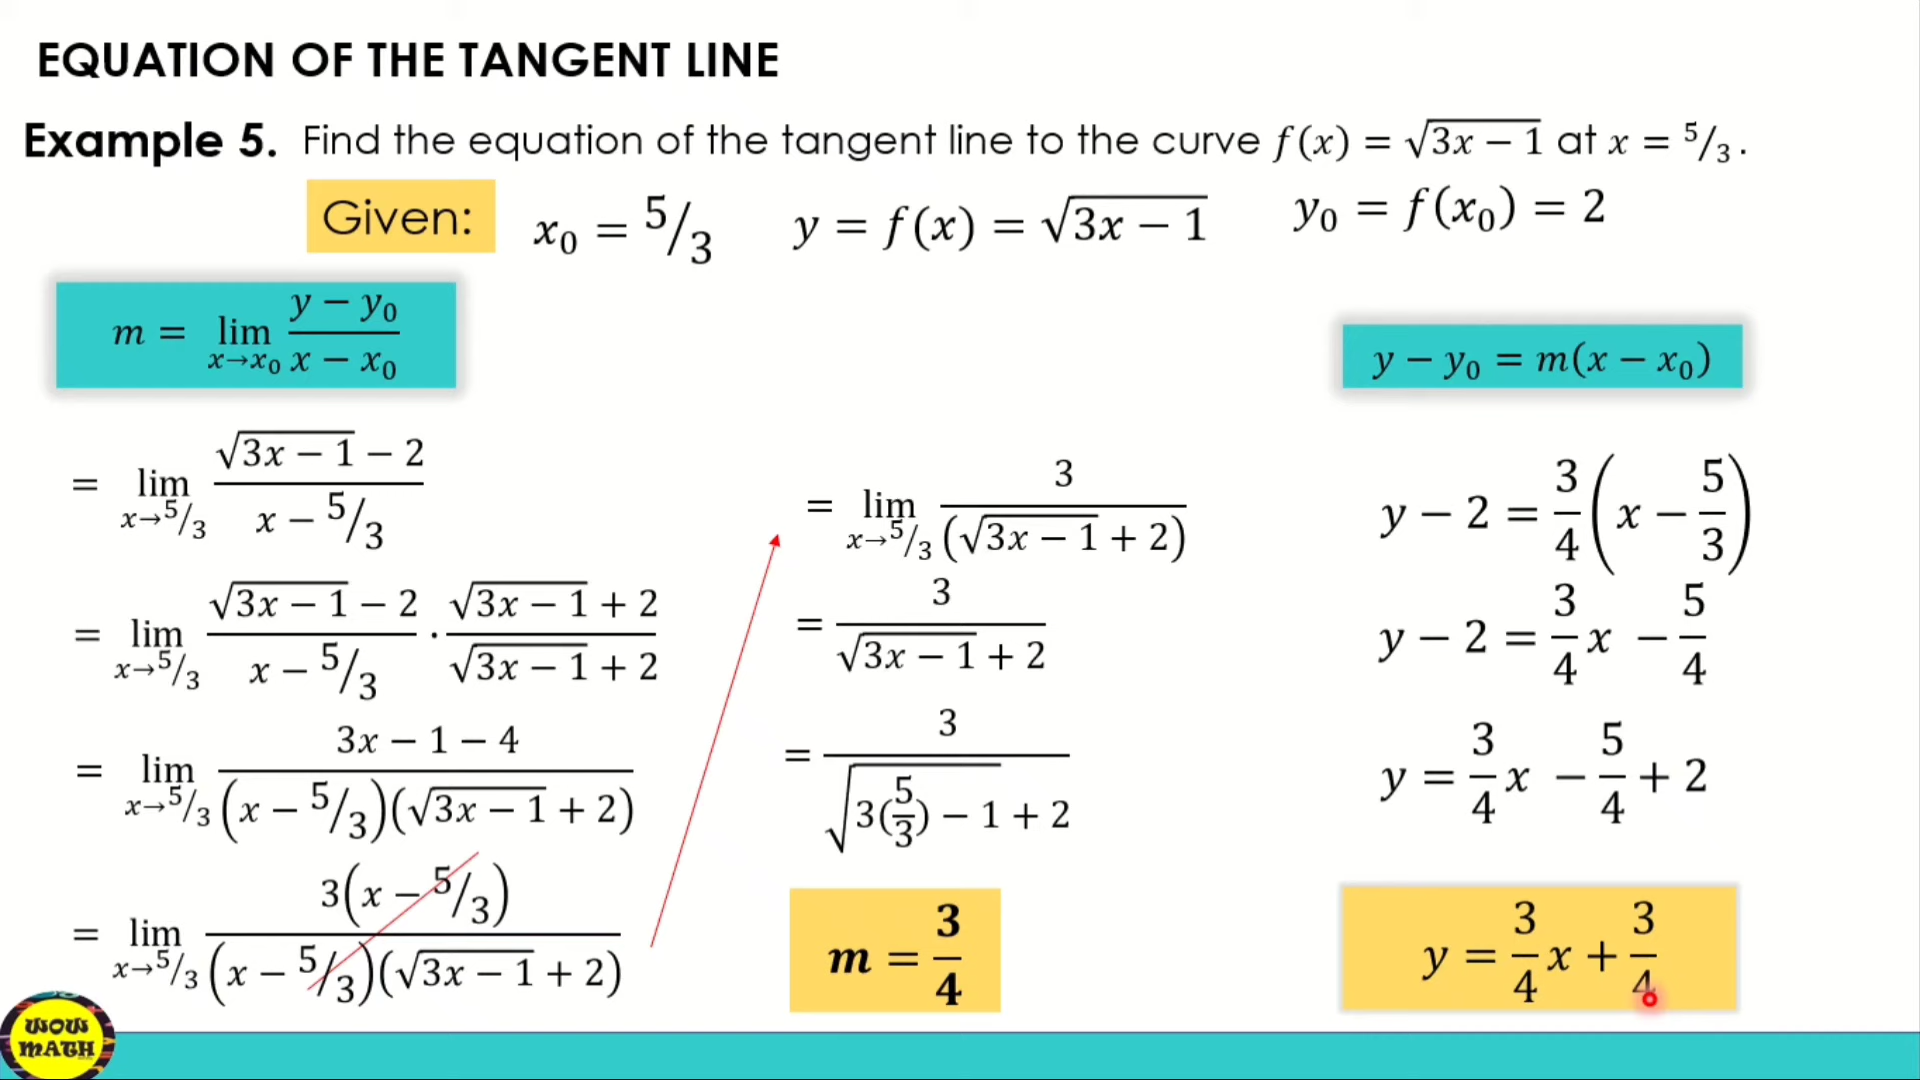 EQUATION OF THE TANGENT LINE
Example 5. Find the equation of the tangent line to the curve f(x) = √(3x − 1) at x = 5/3.
Given: x₀ = 5/3 y = f(x) = √(3x − 1) y₀ = f(x₀) = 2
m = lim x→x₀ (y − y₀)/(x − x₀)
= lim x→5/3 (√(3x − 1) − 2)/(x − 5/3)
= lim x→5/3 (√(3x − 1) − 2)/(x − 5/3) · (√(3x − 1) + 2)/(√(3x − 1) + 2)
= lim x→5/3 (3x − 1 − 4)/((x − 5/3)(√(3x − 1) + 2))
= lim x→5/3 3(x − 5/3)/((x − 5/3)(√(3x − 1) + 2))
= lim x→5/3 3/(√(3x − 1) + 2)
= 3/(√(3x − 1) + 2)
= 3/(√(3(5/3) − 1) + 2)
m = 3/4
y − y₀ = m(x − x₀)
y − 2 = 3/4 (x − 5/3)
y − 2 = 3/4 x − 5/4
y = 3/4 x − 5/4 + 2
y = 3/4 x + 3/4
WOW
MATH